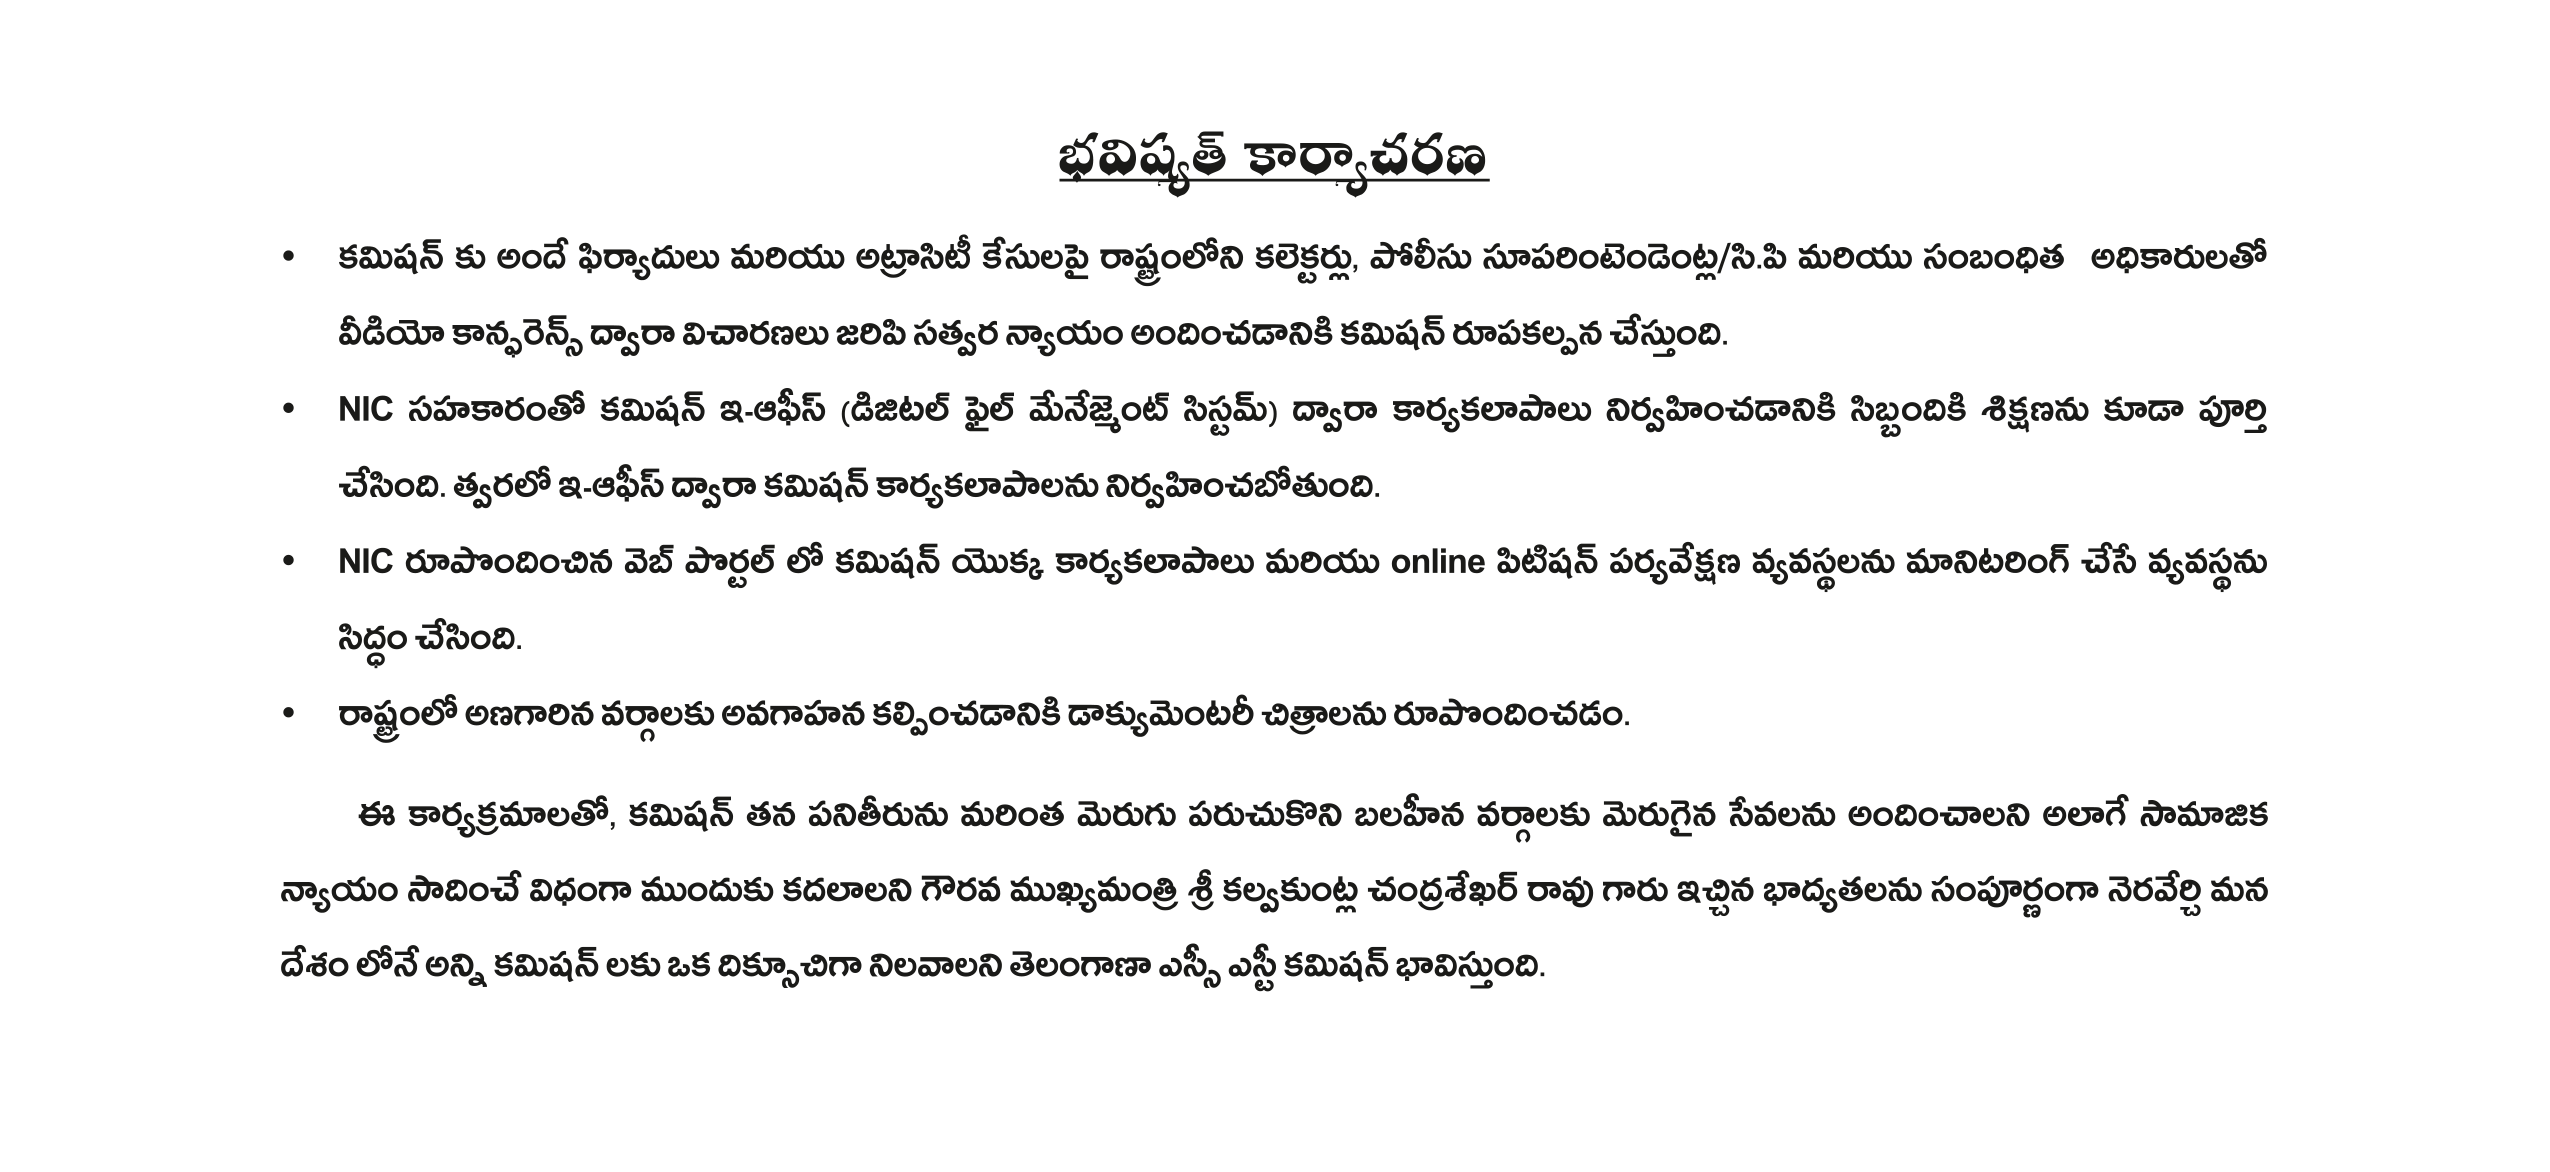 భవిష్యత్ కార్యాచరణ
• కమిషన్ కు అందే ఫిర్యాదులు మరియు అట్రాసిటీ కేసులపై రాష్ట్రంలోని కలెక్టర్లు, పోలీసు సూపరింటెండెంట్ల/సి.పి మరియు సంబంధిత అధికారులతో
వీడియో కాన్ఫరెన్స్ ద్వారా విచారణలు జరిపి సత్వర న్యాయం అందించడానికి కమిషన్ రూపకల్పన చేస్తుంది.
• NIC సహకారంతో కమిషన్ ఇ-ఆఫీస్ (డిజిటల్ ఫైల్ మేనేజ్మెంట్ సిస్టమ్) ద్వారా కార్యకలాపాలు నిర్వహించడానికి సిబ్బందికి శిక్షణను కూడా పూర్తి
చేసింది. త్వరలో ఇ-ఆఫీస్ ద్వారా కమిషన్ కార్యకలాపాలను నిర్వహించబోతుంది.
• NIC రూపొందించిన వెబ్ పొర్టల్ లో కమిషన్ యొక్క కార్యకలాపాలు మరియు online పిటిషన్ పర్యవేక్షణ వ్యవస్థలను మానిటరింగ్ చేసే వ్యవస్థను
సిద్ధం చేసింది.
• రాష్ట్రంలో అణగారిన వర్గాలకు అవగాహన కల్పించడానికి డాక్యుమెంటరీ చిత్రాలను రూపొందించడం.
ఈ కార్యక్రమాలతో, కమిషన్ తన పనితీరును మరింత మెరుగు పరుచుకొని బలహీన వర్గాలకు మెరుగైన సేవలను అందించాలని అలాగే సామాజిక
న్యాయం సాదించే విధంగా ముందుకు కదలాలని గౌరవ ముఖ్యమంత్రి శ్రీ కల్వకుంట్ల చంద్రశేఖర్ రావు గారు ఇచ్చిన భాద్యతలను సంపూర్ణంగా నెరవేర్చి మన
దేశం లోనే అన్ని కమిషన్ లకు ఒక దిక్సూచిగా నిలవాలని తెలంగాణా ఎస్సీ ఎస్టీ కమిషన్ భావిస్తుంది.